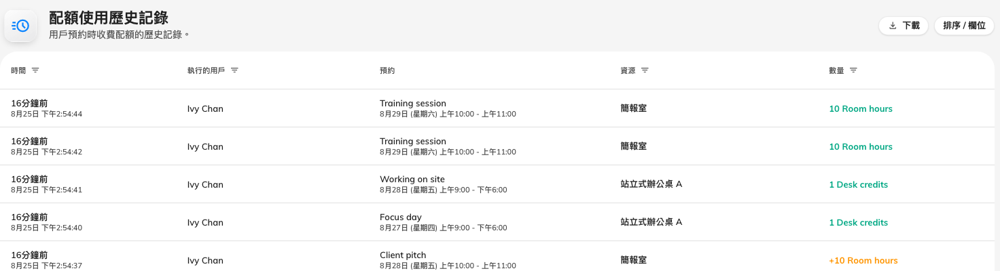 配額使用歷史記錄
用戶預約時收費配額的歷史記錄。
下載
排序 / 欄位
時間
執行的用戶
預約
資源
數量
16分鐘前
8月25日 下午2:54:44
Ivy Chan
Training session
8月29日 (星期六) 上午10:00 - 上午11:00
簡報室
10 Room hours
16分鐘前
8月25日 下午2:54:42
Ivy Chan
Training session
8月29日 (星期六) 上午10:00 - 上午11:00
簡報室
10 Room hours
16分鐘前
8月25日 下午2:54:41
Ivy Chan
Working on site
8月28日 (星期五) 上午9:00 - 下午6:00
站立式辦公桌 A
1 Desk credits
16分鐘前
8月25日 下午2:54:40
Ivy Chan
Focus day
8月27日 (星期四) 上午9:00 - 下午6:00
站立式辦公桌 A
1 Desk credits
16分鐘前
8月25日 下午2:54:37
Ivy Chan
Client pitch
8月28日 (星期五) 上午10:00 - 上午11:00
簡報室
+10 Room hours